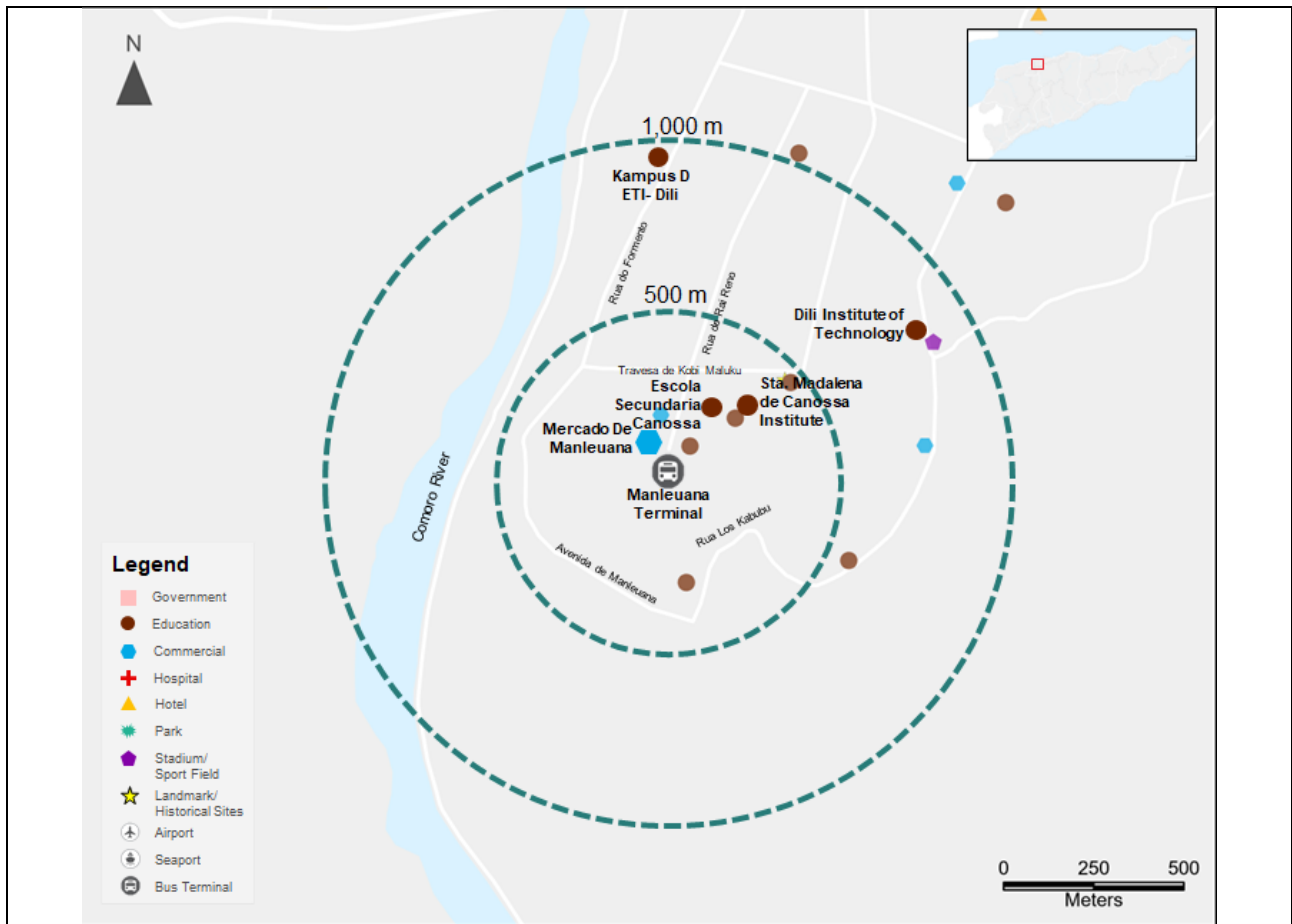 N
1,000 m
Kampus D
ETI- Dili
Rua do Formento
500 m
Rua de Rai Reno
Dili Institute of
Technology
Travesa de Kobi Maluku
Escola
Secundaria
Canossa
Sta. Madalena
de Canossa
Institute
Mercado De
Manleuana
Manleuana
Terminal
Comoro River
Rua Los Kabubu
Avenida de Manleuana
Legend
Government
Education
Commercial
Hospital
Hotel
Park
Stadium/
Sport Field
Landmark/
Historical Sites
Airport
Seaport
Bus Terminal
0 250 500
Meters